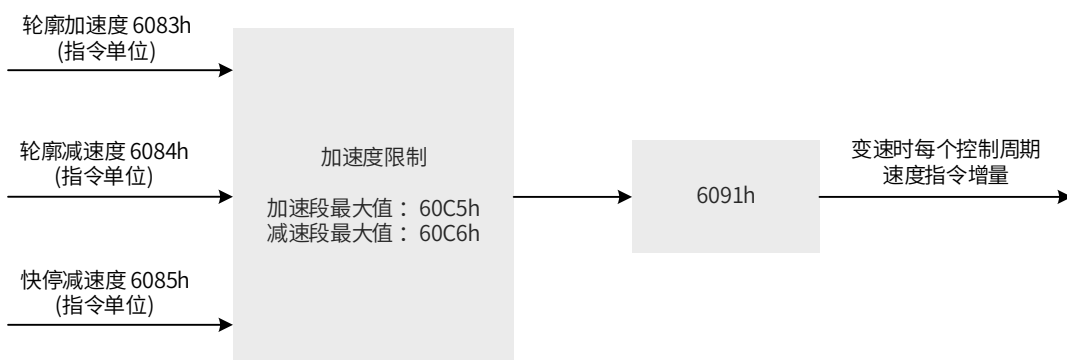 轮廓加速度 6083h
(指令单位)
轮廓减速度 6084h
(指令单位)
快停减速度 6085h
(指令单位)
加速度限制
加速段最大值：60C5h
减速段最大值：60C6h
6091h
变速时每个控制周期
速度指令增量